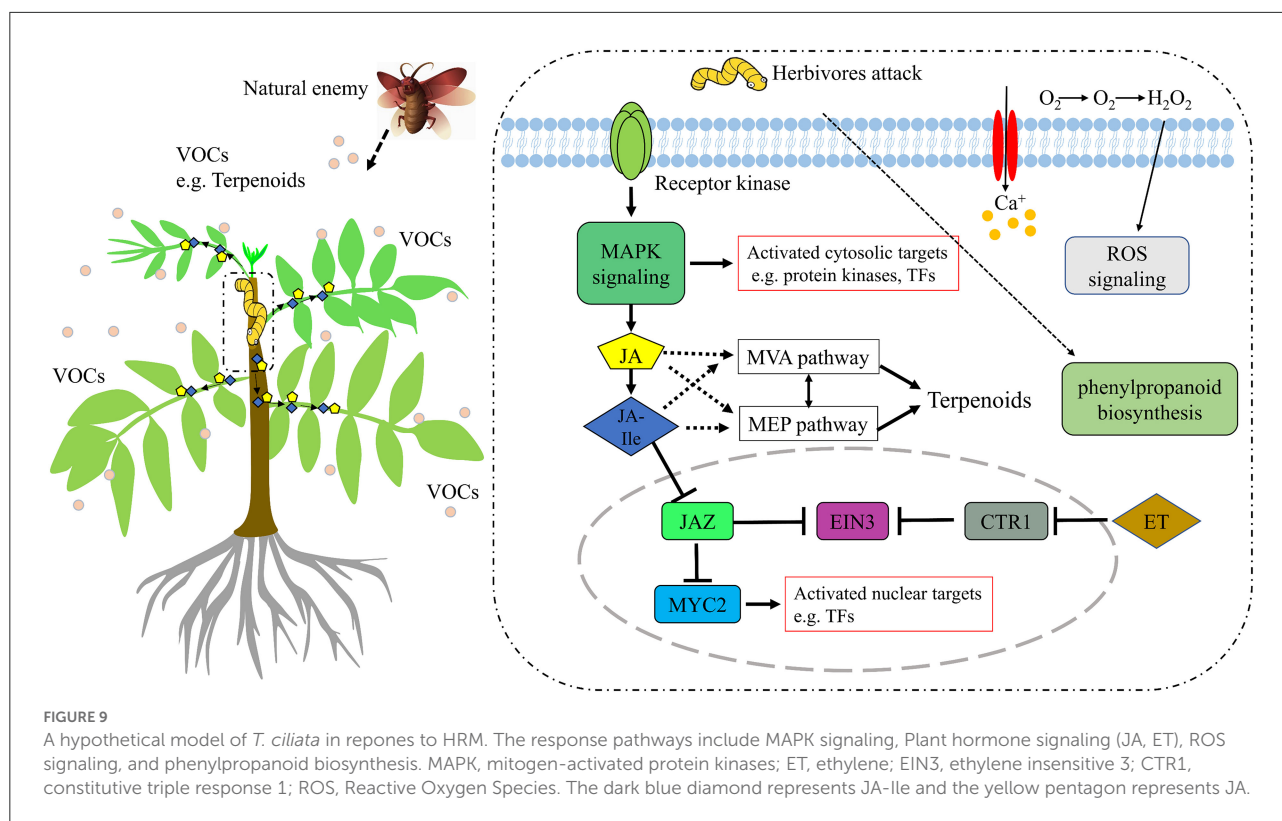 Natural enemy
VOCs
e.g. Terpenoids
VOCs
VOCs
VOCs
Herbivores attack
O₂→O₂→H₂O₂
Receptor kinase
Ca⁺
MAPK
signaling
Activated cytosolic targets
e.g. protein kinases, TFs
ROS
signaling
JA
MVA pathway
JA-
Ile
MEP pathway
Terpenoids
phenylpropanoid
biosynthesis
JAZ
EIN3
CTR1
ET
MYC2
Activated nuclear targets
e.g. TFs
FIGURE 9
A hypothetical model of T. ciliata in repones to HRM. The response pathways include MAPK signaling, Plant hormone signaling (JA, ET), ROS
signaling, and phenylpropanoid biosynthesis. MAPK, mitogen-activated protein kinases; ET, ethylene; EIN3, ethylene insensitive 3; CTR1,
constitutive triple response 1; ROS, Reactive Oxygen Species. The dark blue diamond represents JA-Ile and the yellow pentagon represents JA.